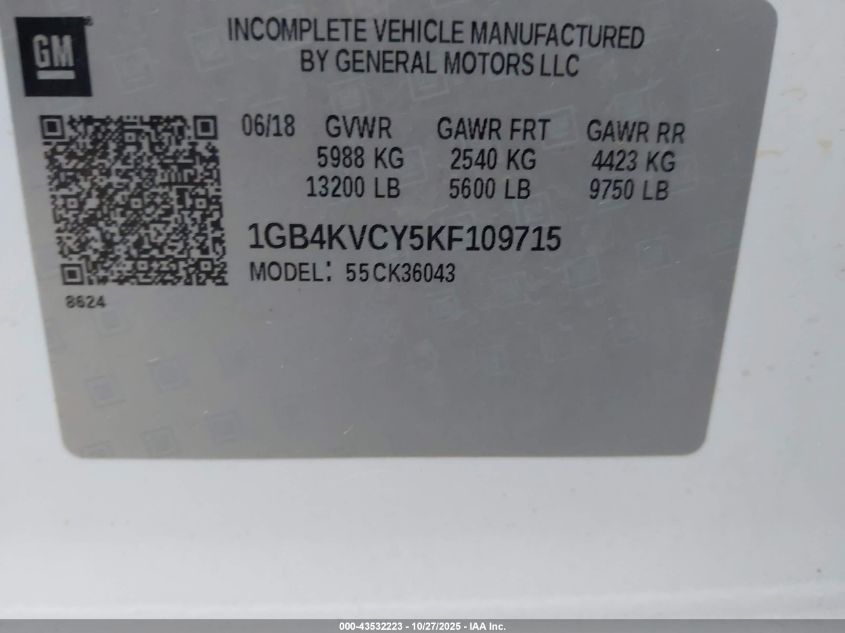 GM
INCOMPLETE VEHICLE MANUFACTURED
BY GENERAL MOTORS LLC
06/18 GVWR GAWR FRT GAWR RR
5988 KG 2540 KG 4423 KG
13200 LB 5600 LB 9750 LB
1GB4KVCY5KF109715
MODEL: 55CK36043
8624
000-43532223 - 10/27/2025 - IAA Inc.